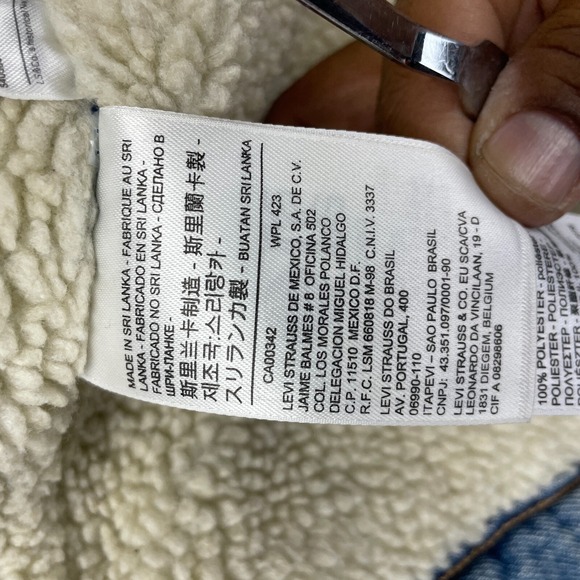 MADE IN SRI LANKA - FABRIQUE AU SRI
LANKA - FABRICADO EN SRI LANKA -
FABRICADO NO SRI LANKA - СДЕЛАНО В
ШРИ-ЛАНКЕ -
斯里兰卡制造 - 斯里蘭卡製 -
제조국:스리랑카 -
スリランカ製 - BUATAN SRILANKA
CA00342 WPL 423
LEVI STRAUSS DE MEXICO, S.A. DE C.V.
JAIME BALMES # 8 OFICINA 502
COL. LOS MORALES POLANCO
DELEGACION MIGUEL HIDALGO
C.P. 11510 MEXICO D.F.
R.F.C. LSM 660818 M-98 C.N.I.V. 3337
LEVI STRAUSS DO BRASIL
AV. PORTUGAL, 400
06990-110
ITAPEVI – SAO PAULO BRASIL
CNPJ: 43.351.097/0001-90
LEVI STRAUSS & CO. EU SCA/CVA
LEONARDO DA VINCILAAN, 19 - D
1831 DIEGEM, BELGIUM
CIF A 08298606
100% POLYESTER -
POLYESTER -